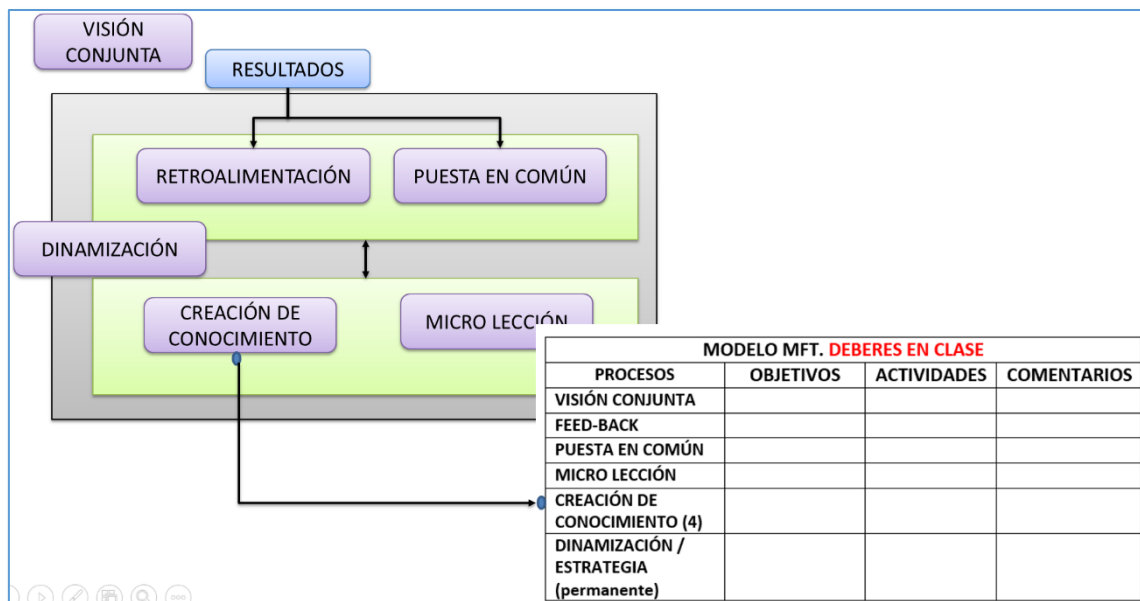 VISIÓN
CONJUNTA
RESULTADOS
RETROALIMENTACIÓN
PUESTA EN COMÚN
DINAMIZACIÓN
CREACIÓN DE
CONOCIMIENTO
MICRO LECCIÓN
MODELO MFT. DEBERES EN CLASE
PROCESOS OBJETIVOS ACTIVIDADES COMENTARIOS
VISIÓN CONJUNTA
FEED-BACK
PUESTA EN COMÚN
MICRO LECCIÓN
CREACIÓN DE
CONOCIMIENTO (4)
DINAMIZACIÓN /
ESTRATEGIA
(permanente)